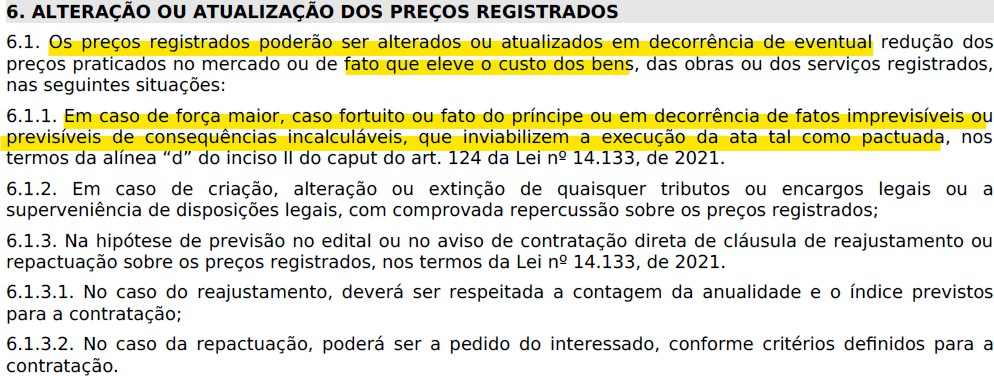 6. ALTERAÇÃO OU ATUALIZAÇÃO DOS PREÇOS REGISTRADOS
6.1. Os preços registrados poderão ser alterados ou atualizados em decorrência de eventual redução dos
preços praticados no mercado ou de fato que eleve o custo dos bens, das obras ou dos serviços registrados,
nas seguintes situações:
6.1.1. Em caso de força maior, caso fortuito ou fato do príncipe ou em decorrência de fatos imprevisíveis ou
previsíveis de consequências incalculáveis, que inviabilizem a execução da ata tal como pactuada, nos
termos da alínea “d” do inciso II do caput do art. 124 da Lei nº 14.133, de 2021.
6.1.2. Em caso de criação, alteração ou extinção de quaisquer tributos ou encargos legais ou a
superveniência de disposições legais, com comprovada repercussão sobre os preços registrados;
6.1.3. Na hipótese de previsão no edital ou no aviso de contratação direta de cláusula de reajustamento ou
repactuação sobre os preços registrados, nos termos da Lei nº 14.133, de 2021.
6.1.3.1. No caso do reajustamento, deverá ser respeitada a contagem da anualidade e o índice previstos
para a contratação;
6.1.3.2. No caso da repactuação, poderá ser a pedido do interessado, conforme critérios definidos para a
contratação.